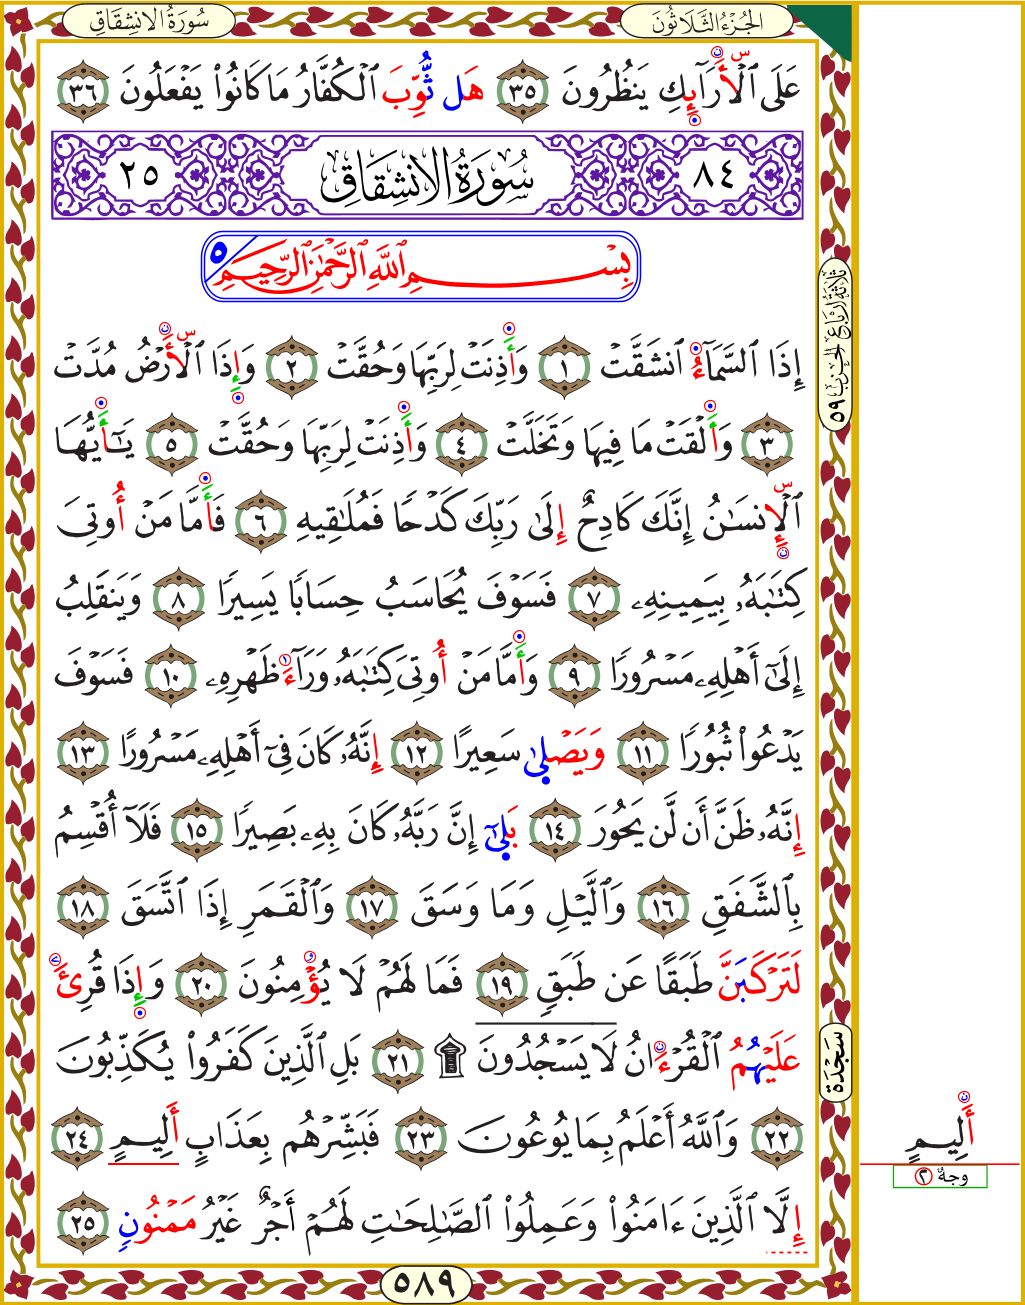 سُورَةُ الانشِقَاقِ
الجُزْءُ الثَّلَاثُونَ
عَلَى ٱلۡأَرَآئِكِ يَنظُرُونَ ٣٥ هَلۡ ثُوِّبَ ٱلۡكُفَّارُ مَا كَانُواْ يَفۡعَلُونَ ٣٦
٨٤ سُورَةُ الانشِقَاقِ ٢٥
بِسۡمِ ٱللَّهِ ٱلرَّحۡمَٰنِ ٱلرَّحِيمِ ٥
إِذَا ٱلسَّمَآءُ ٱنشَقَّتۡ ١ وَأَذِنَتۡ لِرَبِّهَا وَحُقَّتۡ ٢ وَإِذَا ٱلۡأَرۡضُ مُدَّتۡ
٣ وَأَلۡقَتۡ مَا فِيهَا وَتَخَلَّتۡ ٤ وَأَذِنَتۡ لِرَبِّهَا وَحُقَّتۡ ٥ يَٰٓأَيُّهَا
ٱلۡإِنسَٰنُ إِنَّكَ كَادِحٌ إِلَىٰ رَبِّكَ كَدۡحٗا فَمُلَٰقِيهِ ٦ فَأَمَّا مَنۡ أُوتِيَ
كِتَٰبَهُۥ بِيَمِينِهِۦ ٧ فَسَوۡفَ يُحَاسَبُ حِسَابٗا يَسِيرٗا ٨ وَيَنقَلِبُ
إِلَىٰٓ أَهۡلِهِۦ مَسۡرُورٗا ٩ وَأَمَّا مَنۡ أُوتِيَ كِتَٰبَهُۥ وَرَآءَ ظَهۡرِهِۦ ١٠ فَسَوۡفَ
يَدۡعُواْ ثُبُورٗا ١١ وَيَصۡلَىٰ سَعِيرًا ١٢ إِنَّهُۥ كَانَ فِيٓ أَهۡلِهِۦ مَسۡرُورًا ١٣
إِنَّهُۥ ظَنَّ أَن لَّن يَحُورَ ١٤ بَلَىٰٓ إِنَّ رَبَّهُۥ كَانَ بِهِۦ بَصِيرٗا ١٥ فَلَآ أُقۡسِمُ
بِٱلشَّفَقِ ١٦ وَٱلَّيۡلِ وَمَا وَسَقَ ١٧ وَٱلۡقَمَرِ إِذَا ٱتَّسَقَ ١٨
لَتَرۡكَبَنَّ طَبَقًا عَن طَبَقٖ ١٩ فَمَا لَهُمۡ لَا يُؤۡمِنُونَ ٢٠ وَإِذَا قُرِئَ
عَلَيۡهِمُ ٱلۡقُرۡءَانُ لَا يَسۡجُدُونَ ۩ ٢١ بَلِ ٱلَّذِينَ كَفَرُواْ يُكَذِّبُونَ
٢٢ وَٱللَّهُ أَعۡلَمُ بِمَا يُوعُونَ ٢٣ فَبَشِّرۡهُم بِعَذَابٍ أَلِيمٍ ٢٤
إِلَّا ٱلَّذِينَ ءَامَنُواْ وَعَمِلُواْ ٱلصَّٰلِحَٰتِ لَهُمۡ أَجۡرٌ غَيۡرُ مَمۡنُونِۭ ٢٥
٥٨٩
ثَلَاثَةُ أَرْبَاعِ الْحِزْبِ ٥٩
سَجْدَة
أَلِيمٍ
وجهٌ ٢